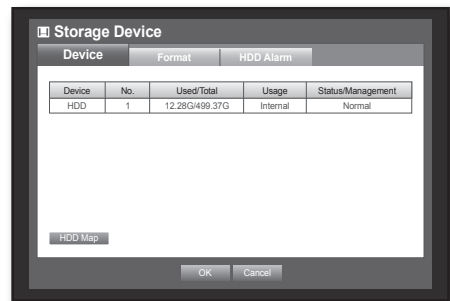 Storage Device
Device Format HDD Alarm
Device No. Used/Total Usage Status/Management
HDD 1 12.28G/499.37G Internal Normal
HDD Map
OK Cancel